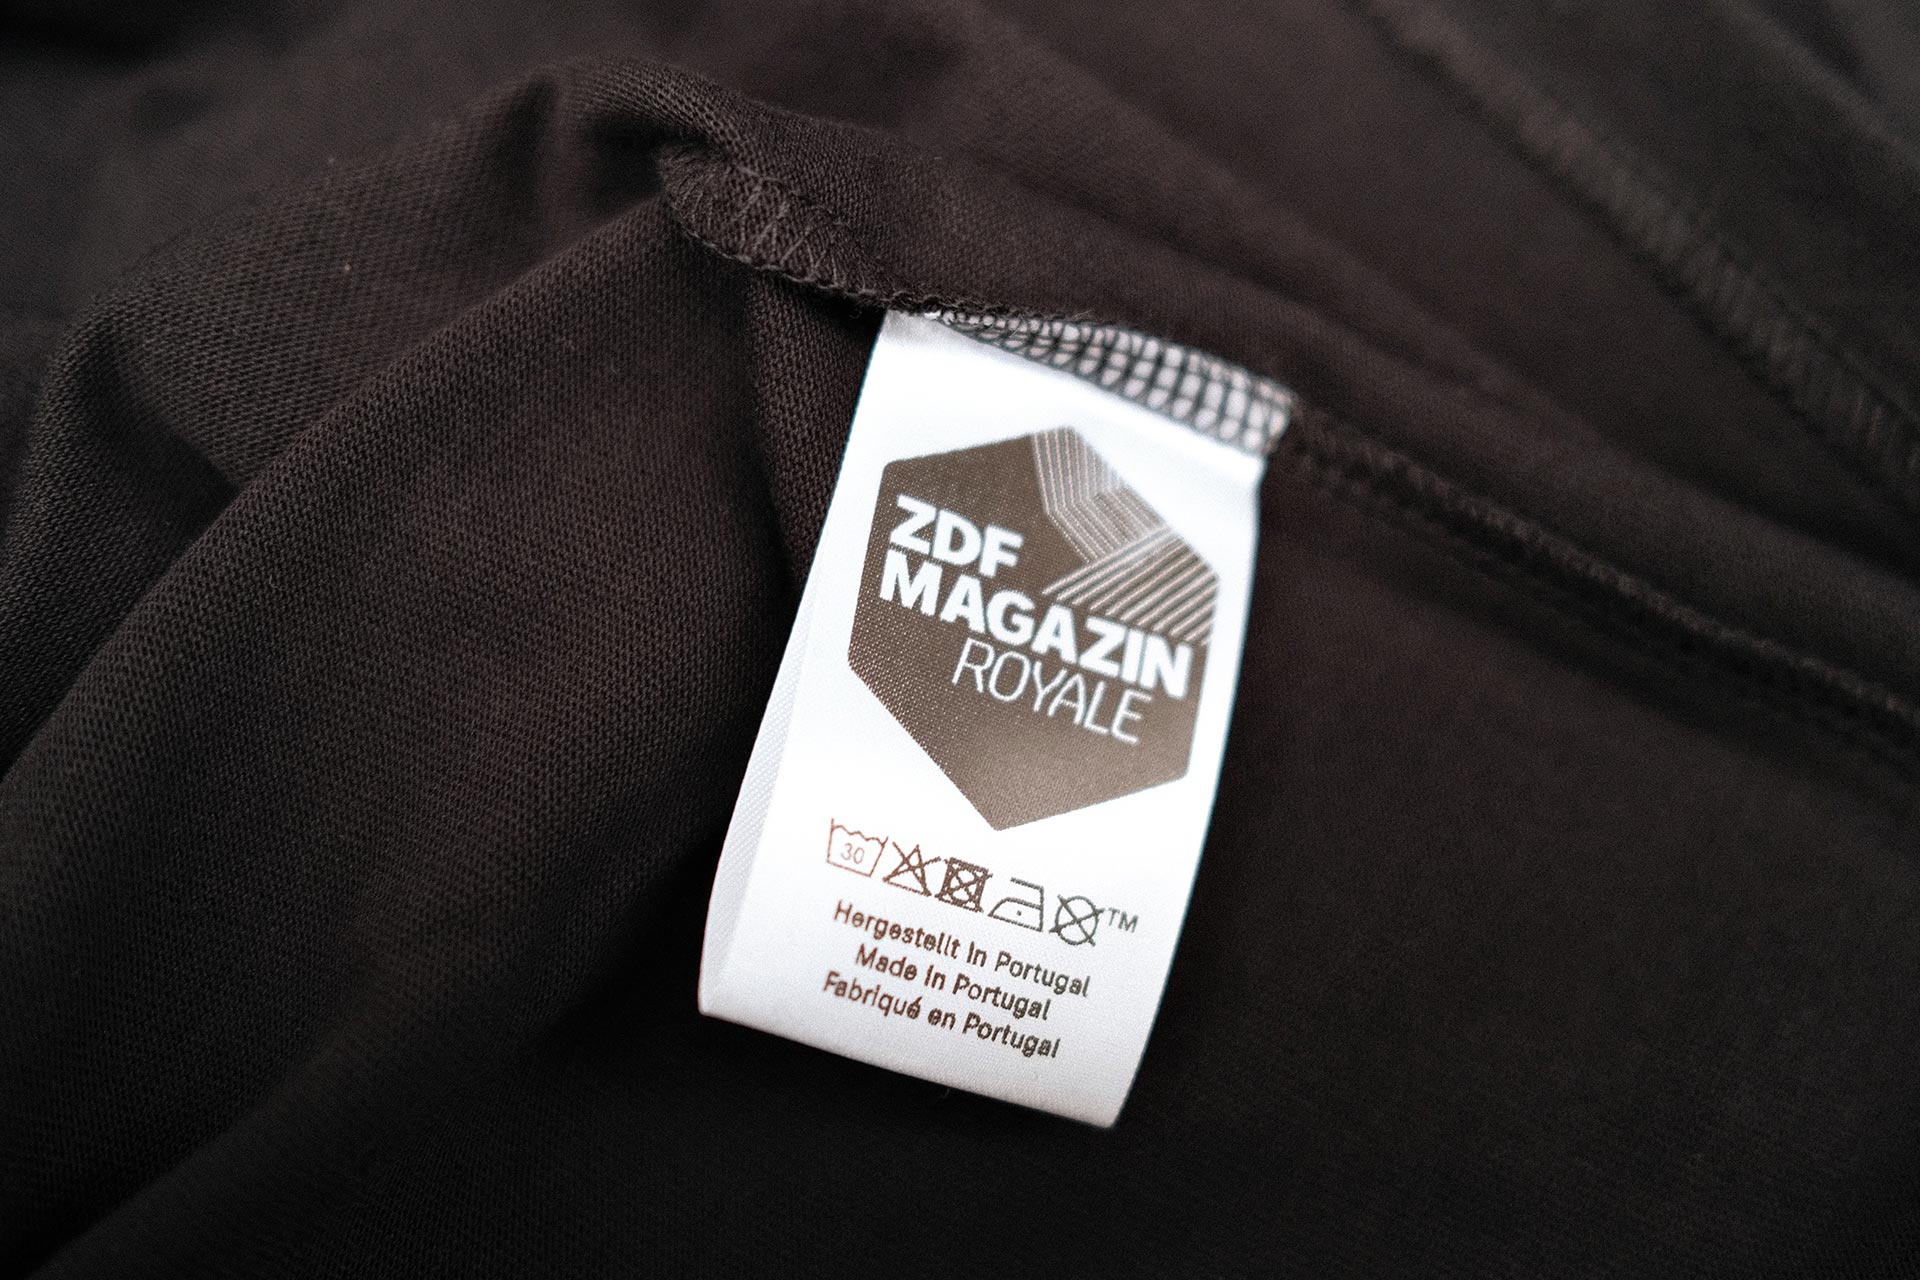 ZDF
MAGAZIN
ROYALE
30
TM
Hergestellt in Portugal
Made in Portugal
Fabriqué en Portugal